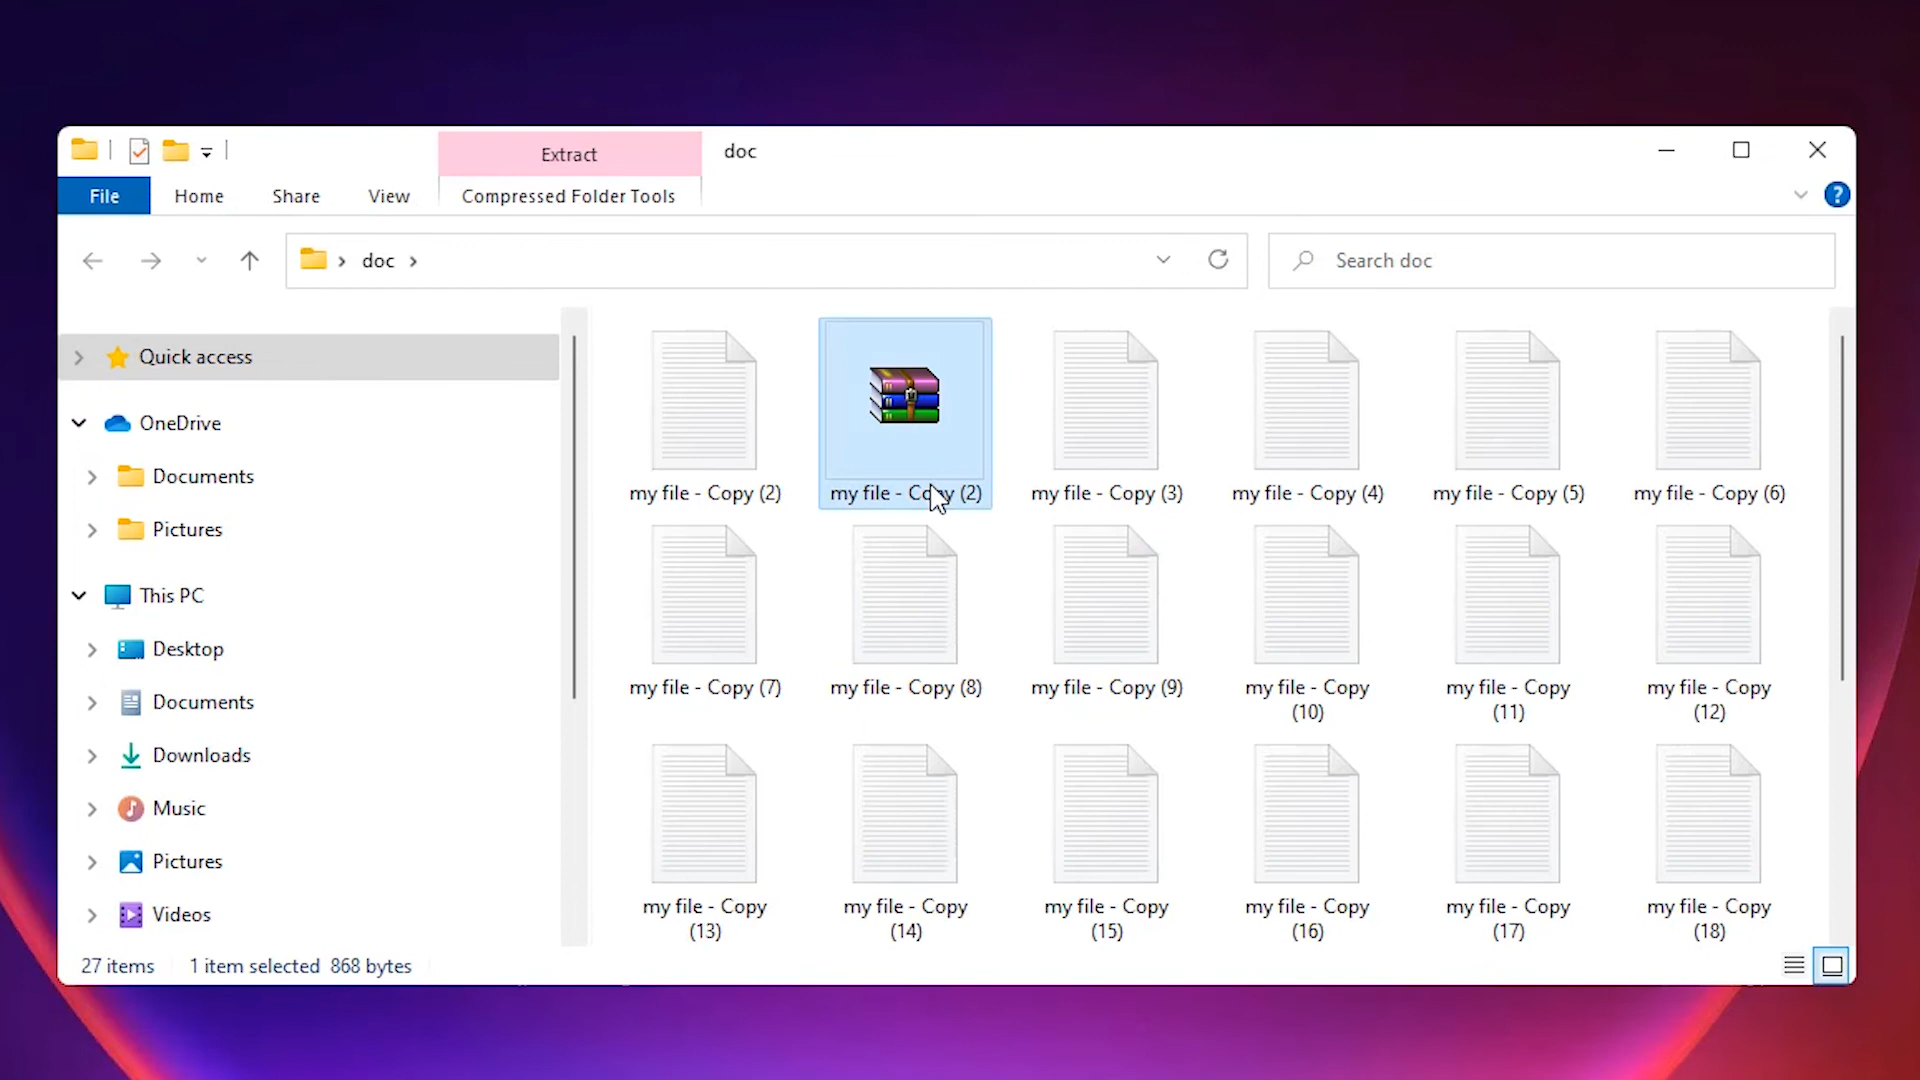 Extract
doc
File
Home
Share
View
Compressed Folder Tools
?
doc
Search doc
Quick access
OneDrive
Documents
Pictures
This PC
Desktop
Documents
Downloads
Music
Pictures
Videos
my file - Copy (2)
my file - Copy (2)
my file - Copy (3)
my file - Copy (4)
my file - Copy (5)
my file - Copy (6)
my file - Copy (7)
my file - Copy (8)
my file - Copy (9)
my file - Copy
(10)
my file - Copy
(11)
my file - Copy
(12)
my file - Copy
(13)
my file - Copy
(14)
my file - Copy
(15)
my file - Copy
(16)
my file - Copy
(17)
my file - Copy
(18)
27 items
1 item selected 868 bytes